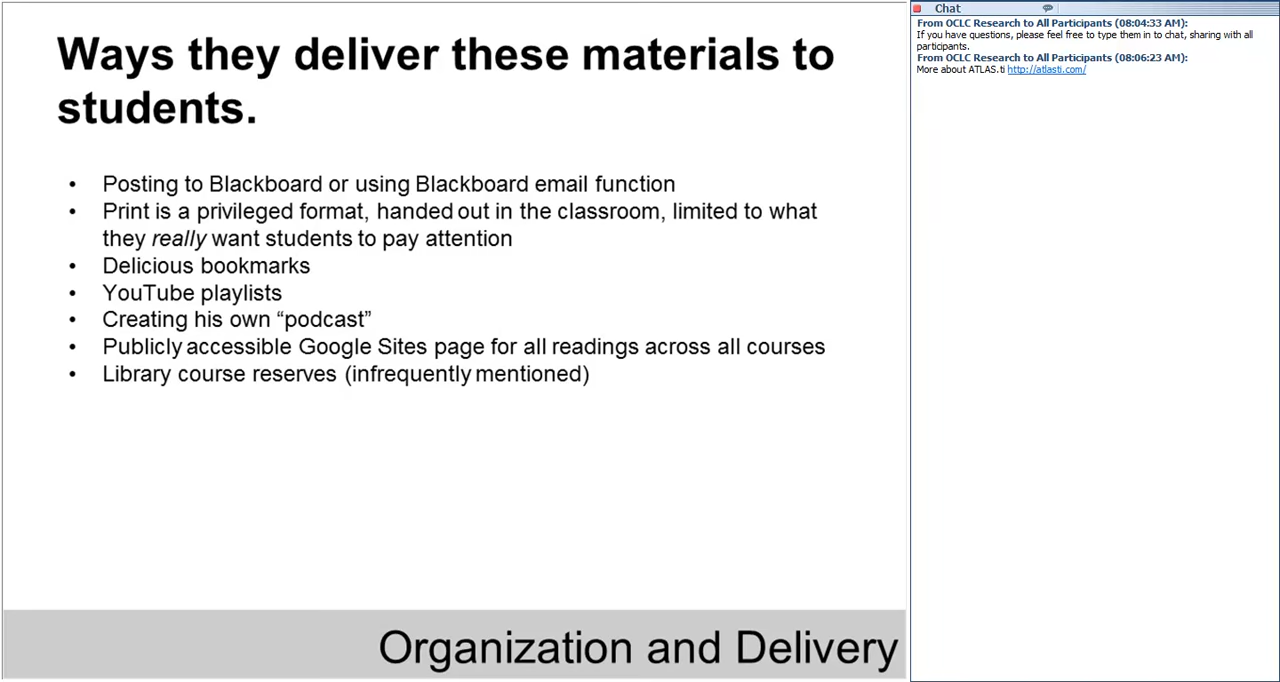 Ways they deliver these materials to
students.
• Posting to Blackboard or using Blackboard email function
• Print is a privileged format, handed out in the classroom, limited to what
they really want students to pay attention
• Delicious bookmarks
• YouTube playlists
• Creating his own “podcast”
• Publicly accessible Google Sites page for all readings across all courses
• Library course reserves (infrequently mentioned)
Organization and Delivery
Chat
From OCLC Research to All Participants (08:04:33 AM):
If you have questions, please feel free to type them in to chat, sharing with all
participants.
From OCLC Research to All Participants (08:06:23 AM):
More about ATLAS.ti http://atlasti.com/